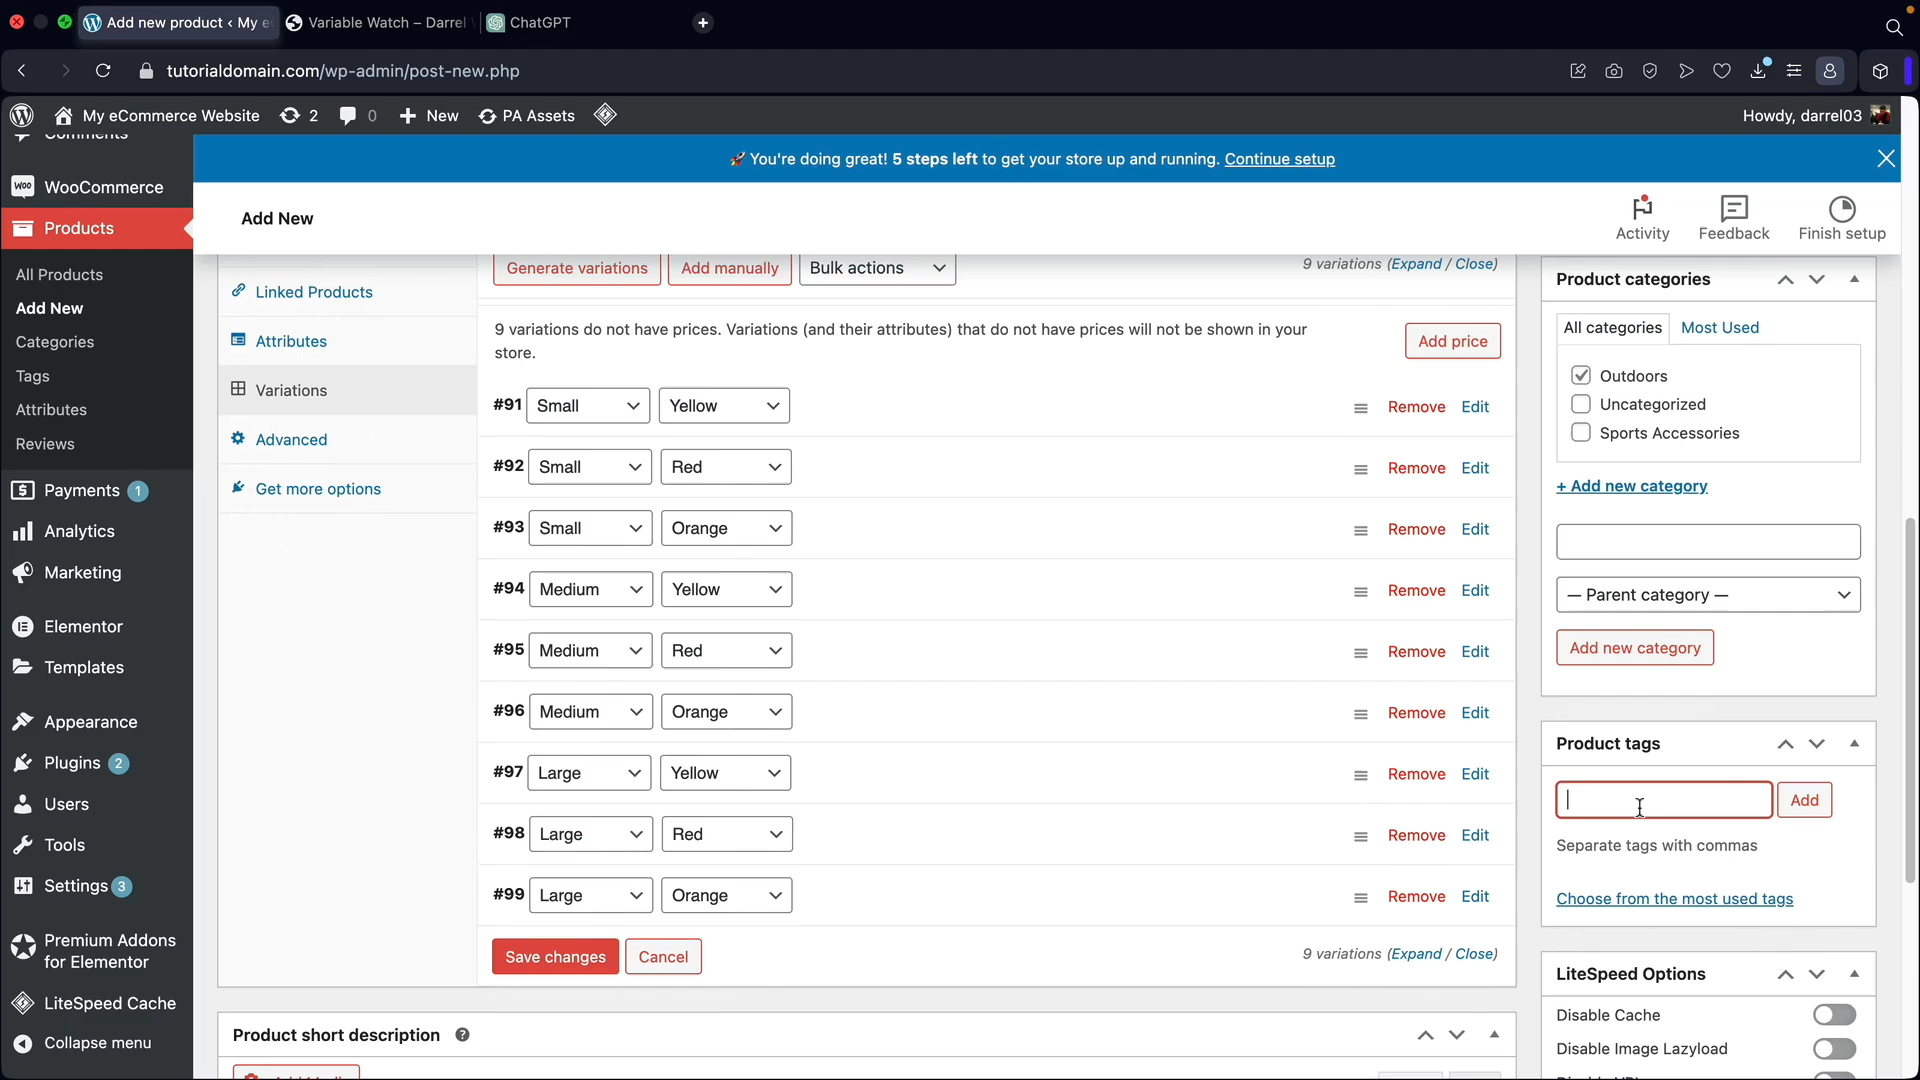 Add new product ‹ My e
Variable Watch – Darrel
ChatGPT
tutorialdomain.com/wp-admin/post-new.php
My eCommerce Website
2
0
New
PA Assets
Howdy, darrel03
Comments
WooCommerce
Products
All Products
Add New
Categories
Tags
Attributes
Reviews
Payments 1
Analytics
Marketing
Elementor
Templates
Appearance
Plugins 2
Users
Tools
Settings 3
Premium Addons
for Elementor
LiteSpeed Cache
Collapse menu
🚀 You're doing great! 5 steps left to get your store up and running. Continue setup
Add New
Activity
Feedback
Finish setup
Linked Products
Attributes
Variations
Advanced
Get more options
Generate variations
Add manually
Bulk actions
9 variations (Expand / Close)
9 variations do not have prices. Variations (and their attributes) that do not have prices will not be shown in your
store.
Add price
#91 Small Yellow Remove Edit
#92 Small Red Remove Edit
#93 Small Orange Remove Edit
#94 Medium Yellow Remove Edit
#95 Medium Red Remove Edit
#96 Medium Orange Remove Edit
#97 Large Yellow Remove Edit
#98 Large Red Remove Edit
#99 Large Orange Remove Edit
Save changes
Cancel
9 variations (Expand / Close)
Product short description
Product categories
All categories
Most Used
Outdoors
Uncategorized
Sports Accessories
+ Add new category
— Parent category —
Add new category
Product tags
Add
Separate tags with commas
Choose from the most used tags
LiteSpeed Options
Disable Cache
Disable Image Lazyload